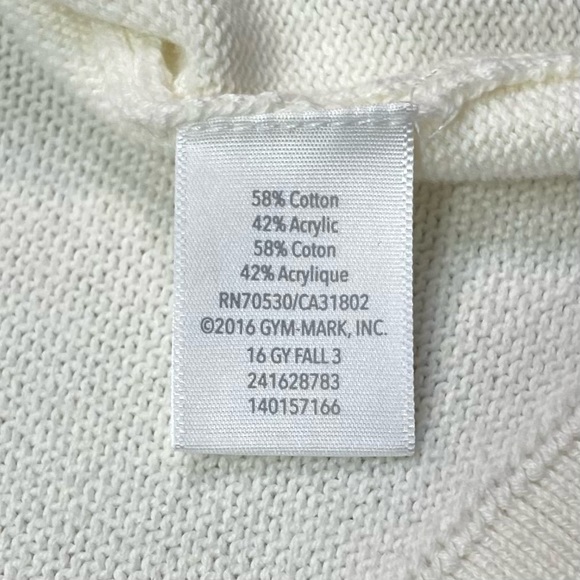 58% Cotton
42% Acrylic
58% Coton
42% Acrylique
RN70530/CA31802
©2016 GYM-MARK, INC.
16 GY FALL 3
241628783
140157166